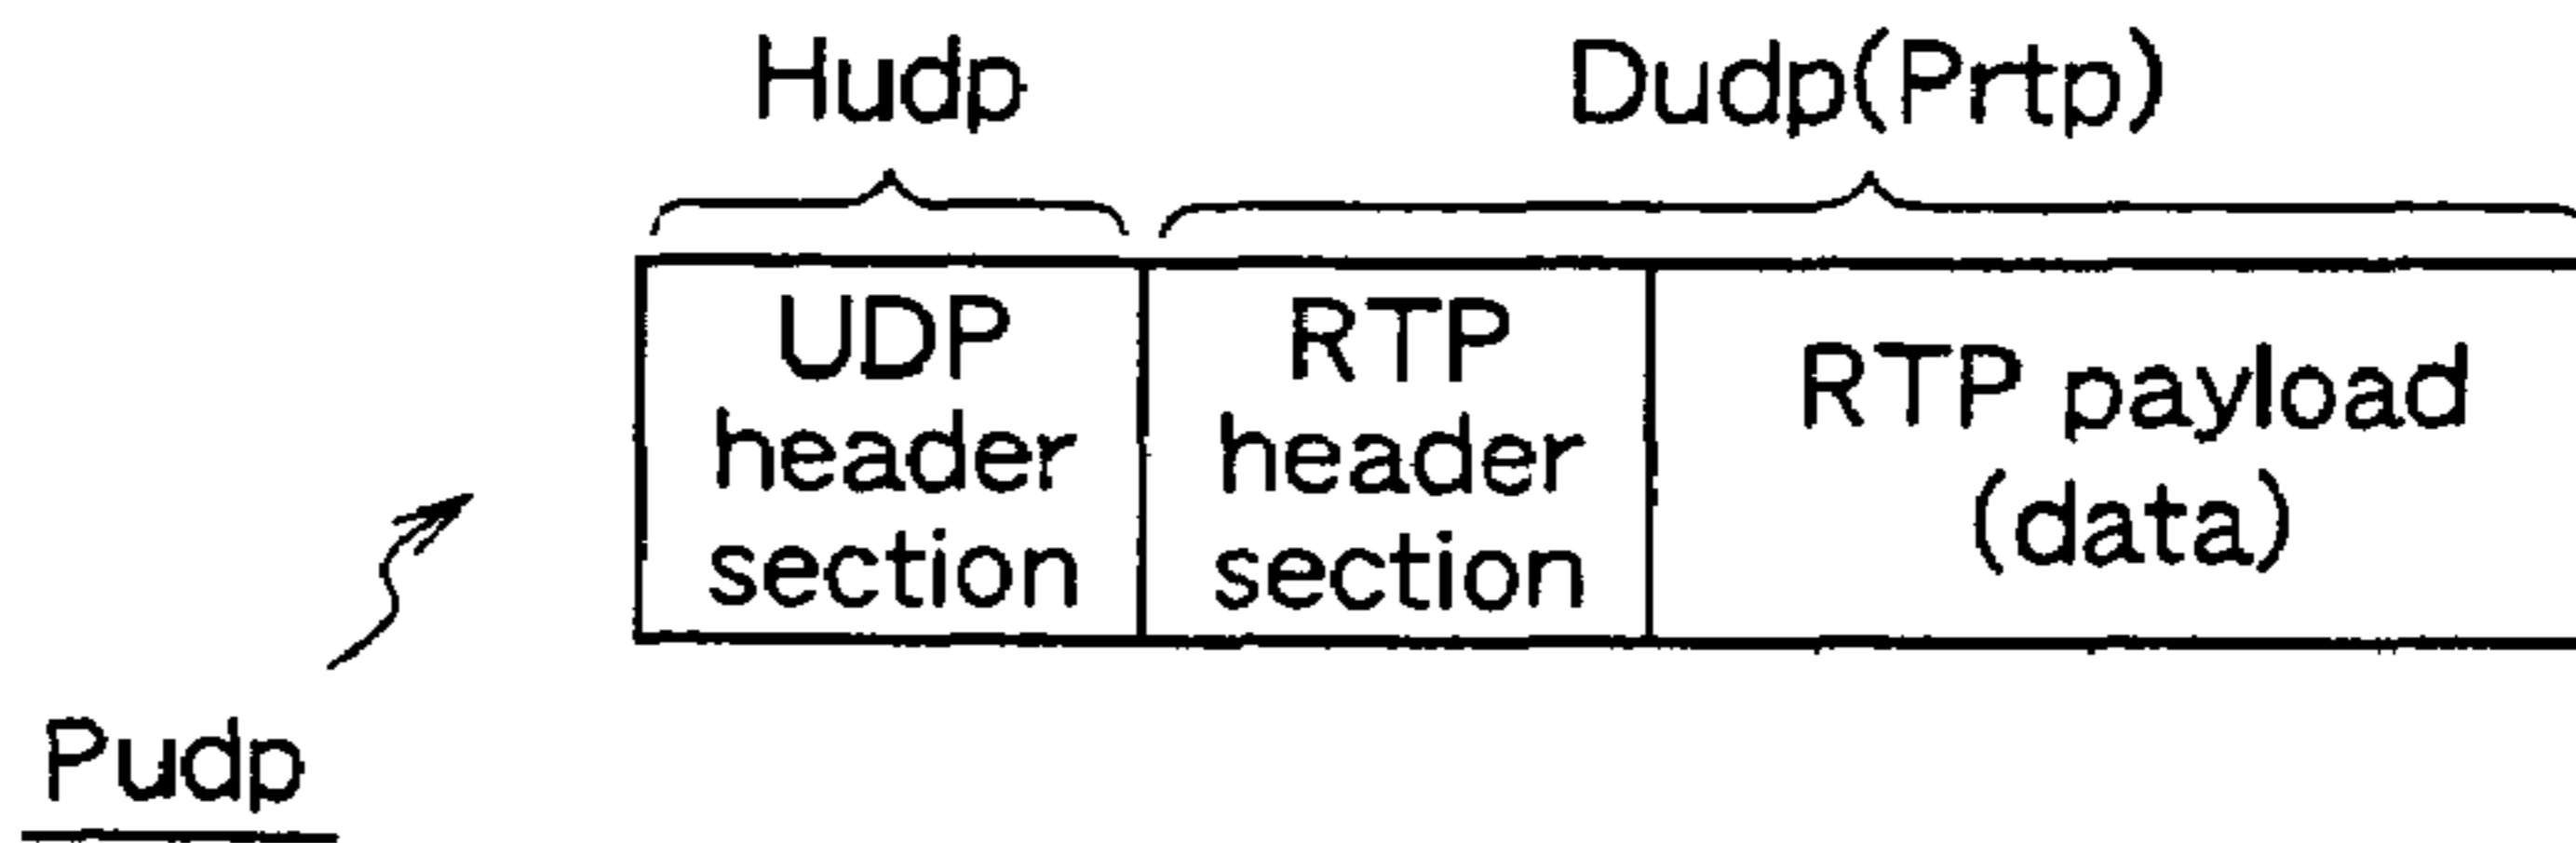 Hudp
Dudp(Prtp)
UDP
header
section
RTP
header
section
RTP payload
(data)
Pudp